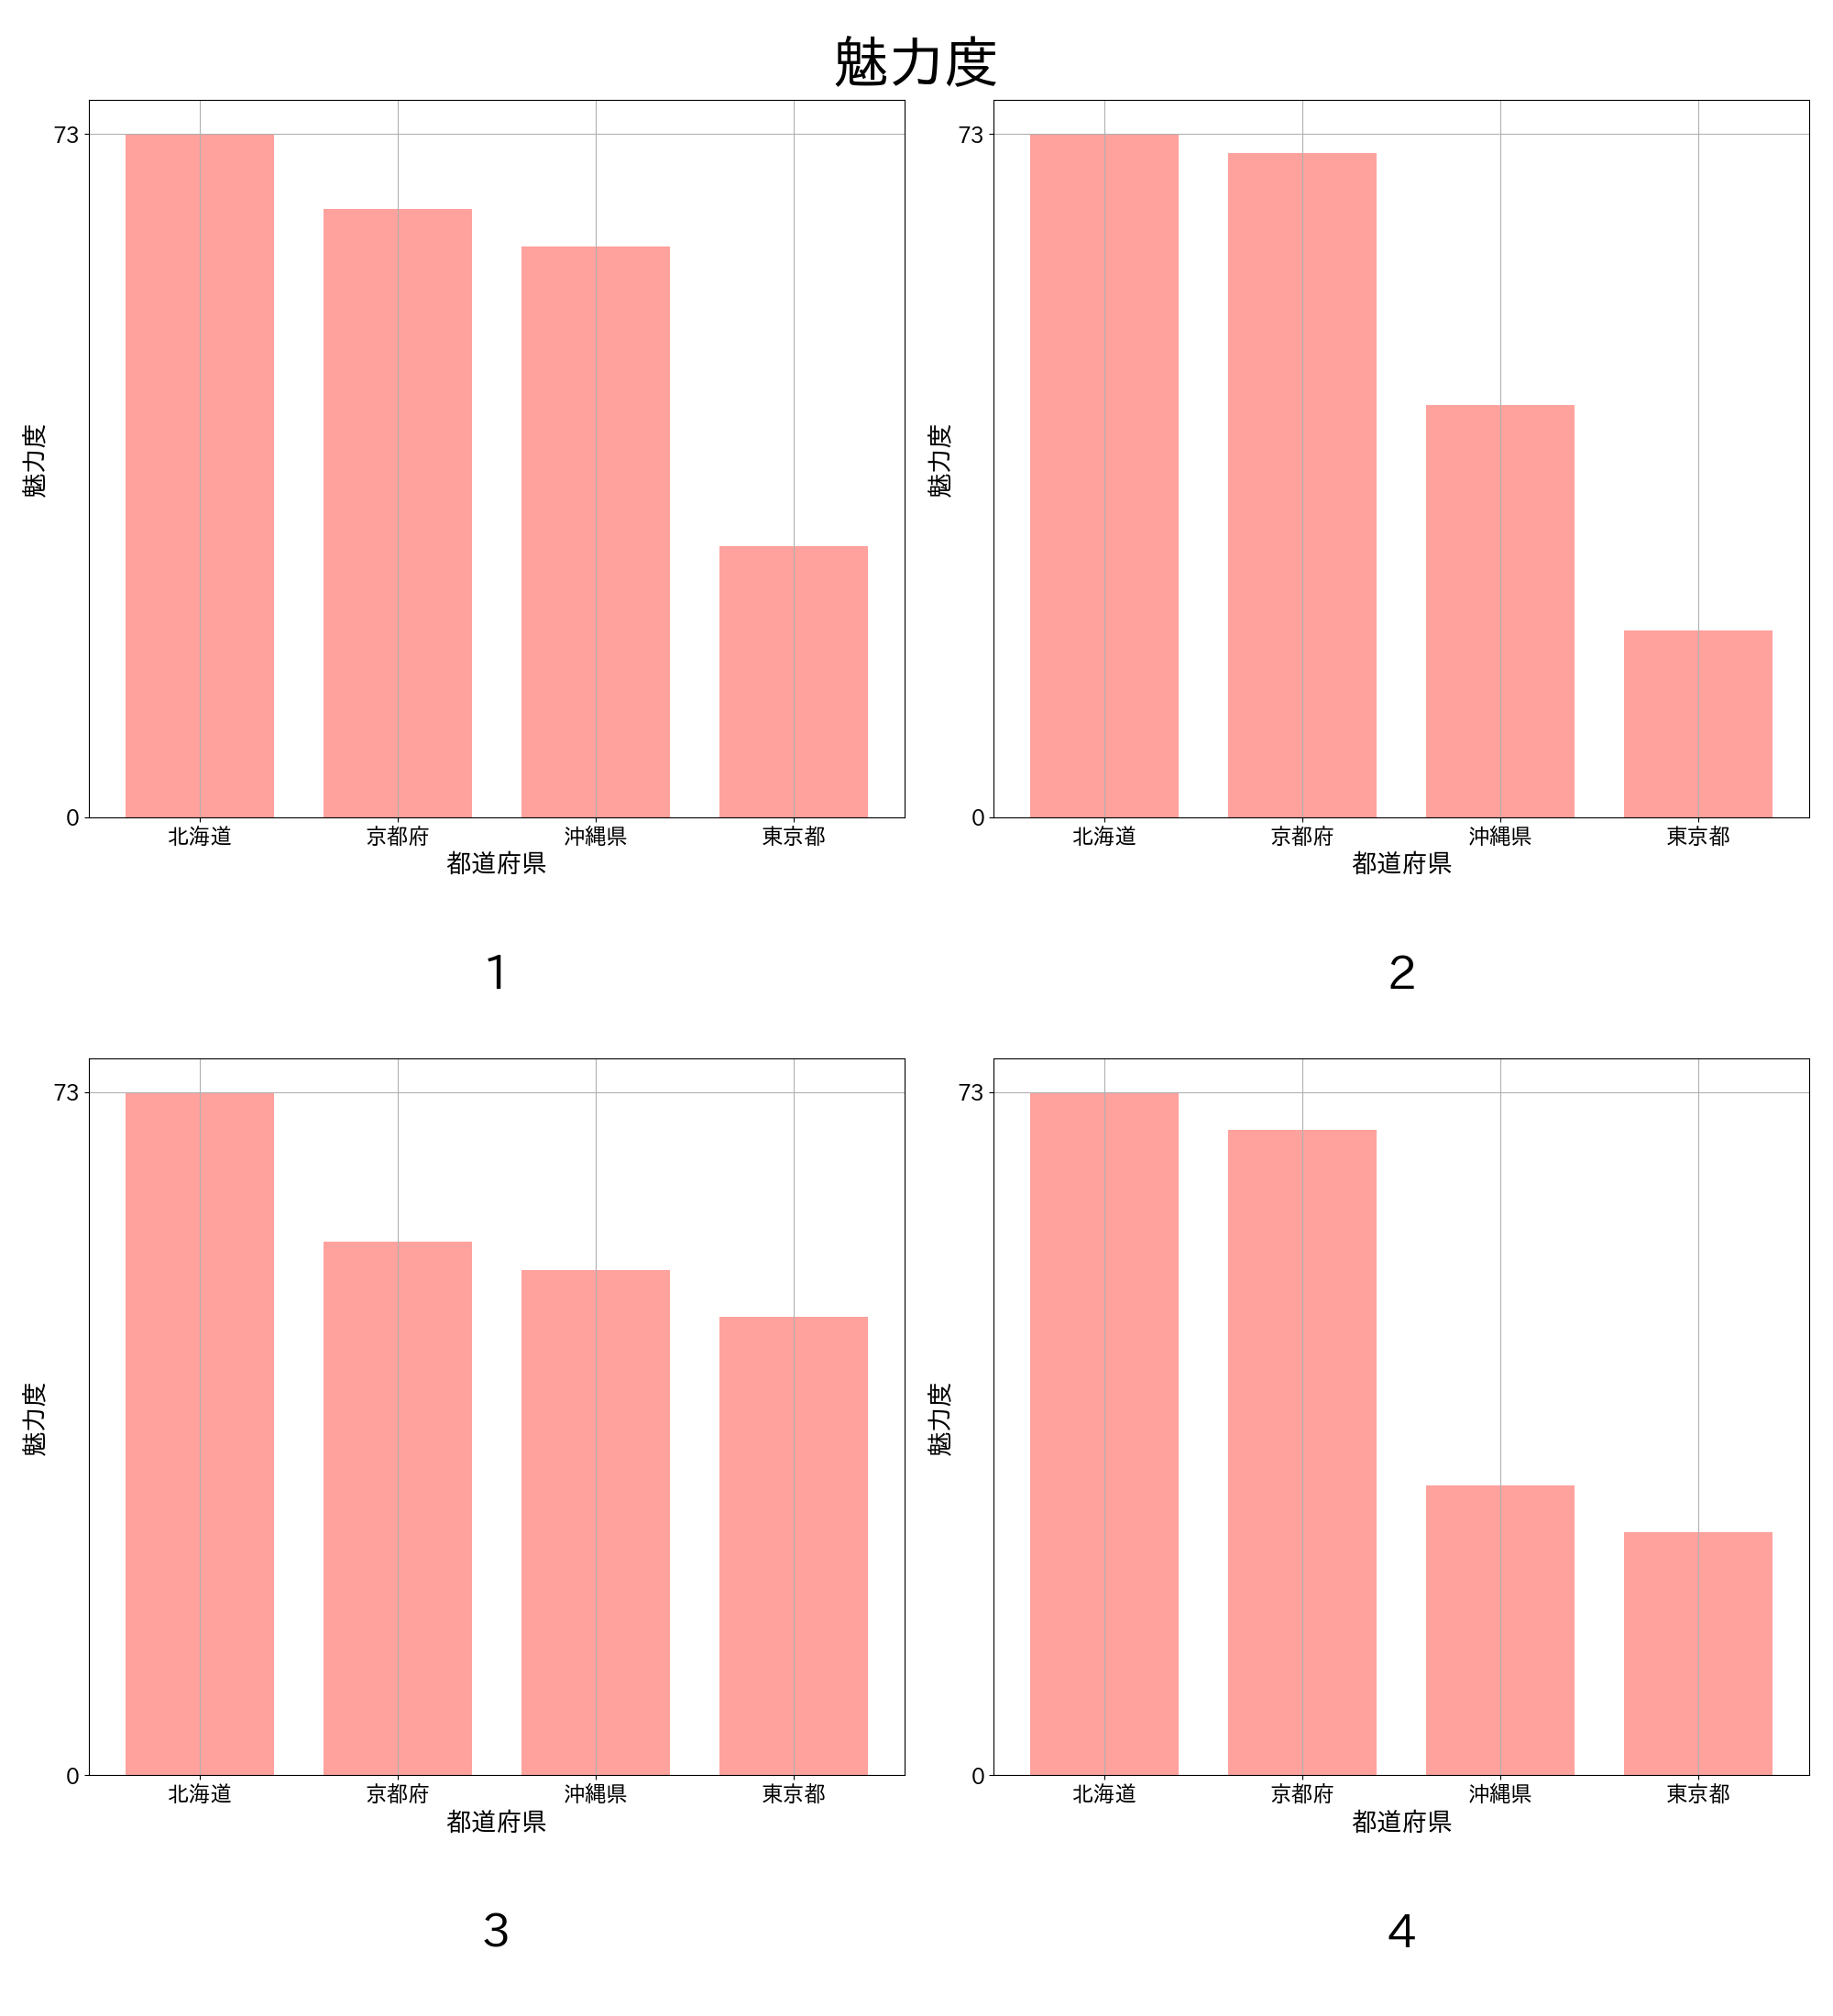 魅力度
73
0
魅力度
北海道 京都府 沖縄県 東京都
都道府県
1
73
0
魅力度
北海道 京都府 沖縄県 東京都
都道府県
2
73
0
魅力度
北海道 京都府 沖縄県 東京都
都道府県
3
73
0
魅力度
北海道 京都府 沖縄県 東京都
都道府県
4